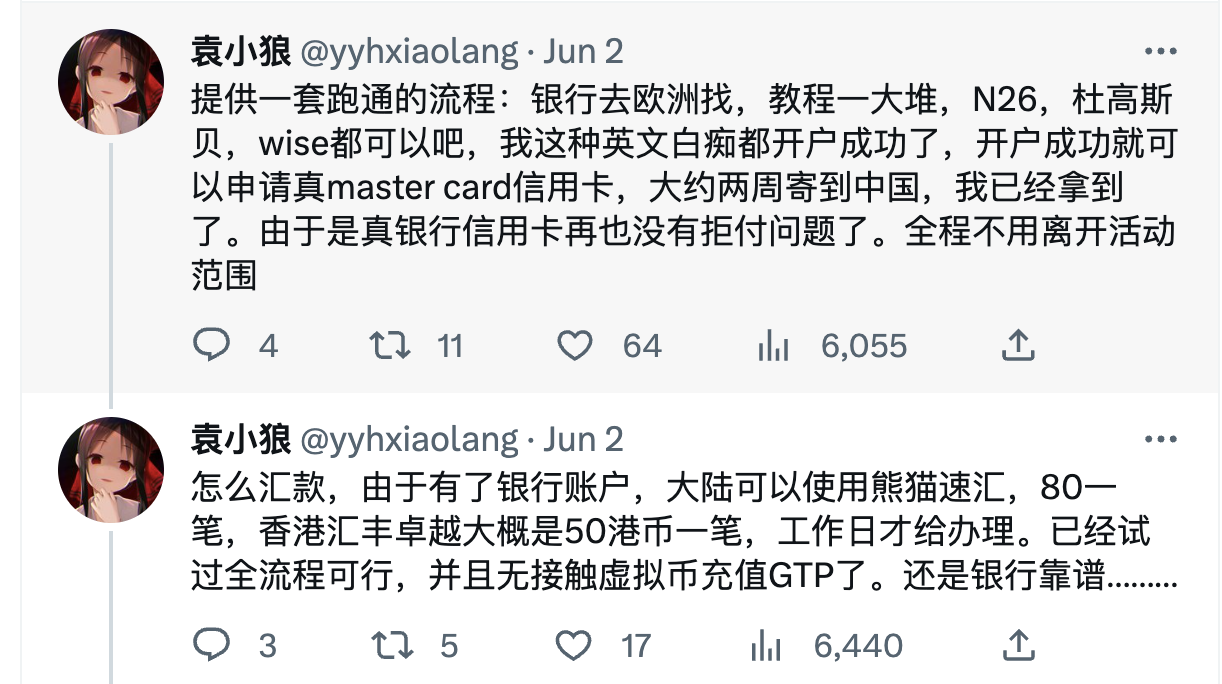 袁小狼 @yyhxiaolang · Jun 2
提供一套跑通的流程：银行去欧洲找，教程一大堆，N26，杜高斯
贝，wise都可以吧，我这种英文白痴都开户成功了，开户成功就可
以申请真master card信用卡，大约两周寄到中国，我已经拿到
了。由于是真银行信用卡再也没有拒付问题了。全程不用离开活动
范围
4 11 64 6,055
袁小狼 @yyhxiaolang · Jun 2
怎么汇款，由于有了银行账户，大陆可以使用熊猫速汇，80一
笔，香港汇丰卓越大概是50港币一笔，工作日才给办理。已经试
过全流程可行，并且无接触虚拟币充值GTP了。还是银行靠谱.........
3 5 17 6,440